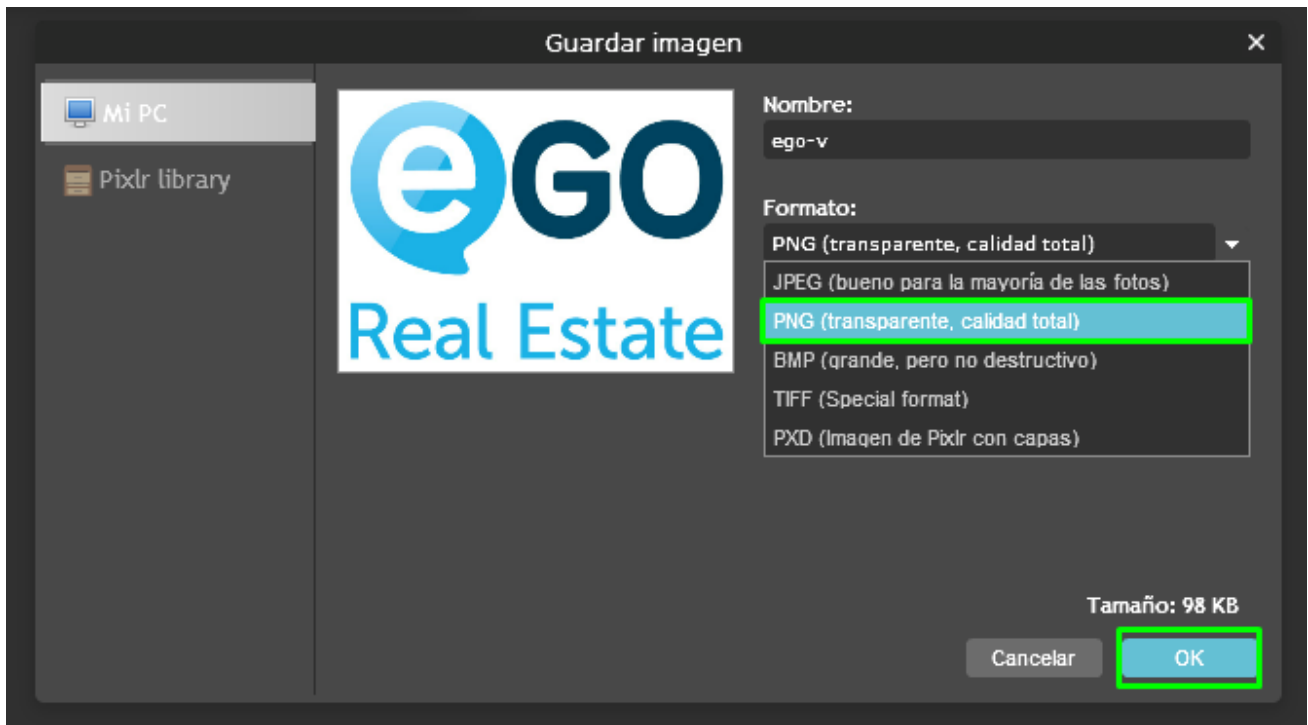 Guardar imagen
Mi PC
Pixlr library
eGO
Real Estate
Nombre:
ego-v
Formato:
PNG (transparente, calidad total)
JPEG (bueno para la mayoría de las fotos)
PNG (transparente, calidad total)
BMP (grande, pero no destructivo)
TIFF (Special format)
PXD (Imagen de Pixlr con capas)
Tamaño: 98 KB
Cancelar
OK